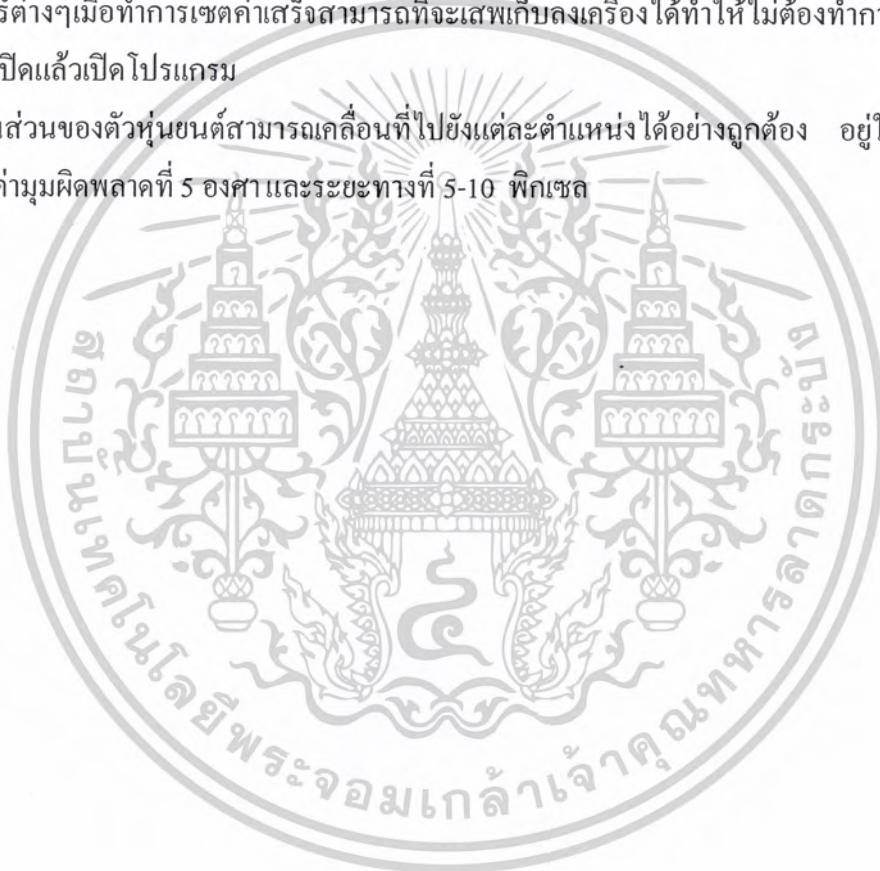 ร์ต่างๆเมื่อทำการเซตค่าเสร็จสามารถที่จะเสพเก็บลงเครื่องได้ทำให้ไม่ต้องทำกา
ปิดแล้วเปิดโปรแกรม
ส่วนของตัวหุ่นยนต์สามารถเคลื่อนที่ไปยังแต่ละตำแหน่งได้อย่างถูกต้อง อยู่ใ
ค่ามุมผิดพลาดที่ 5 องศา และระยะทางที่ 5-10 พิกเซล
สถาบันเทคโนโลยีพระจอมเกล้าเจ้าคุณทหารลาดกระบัง